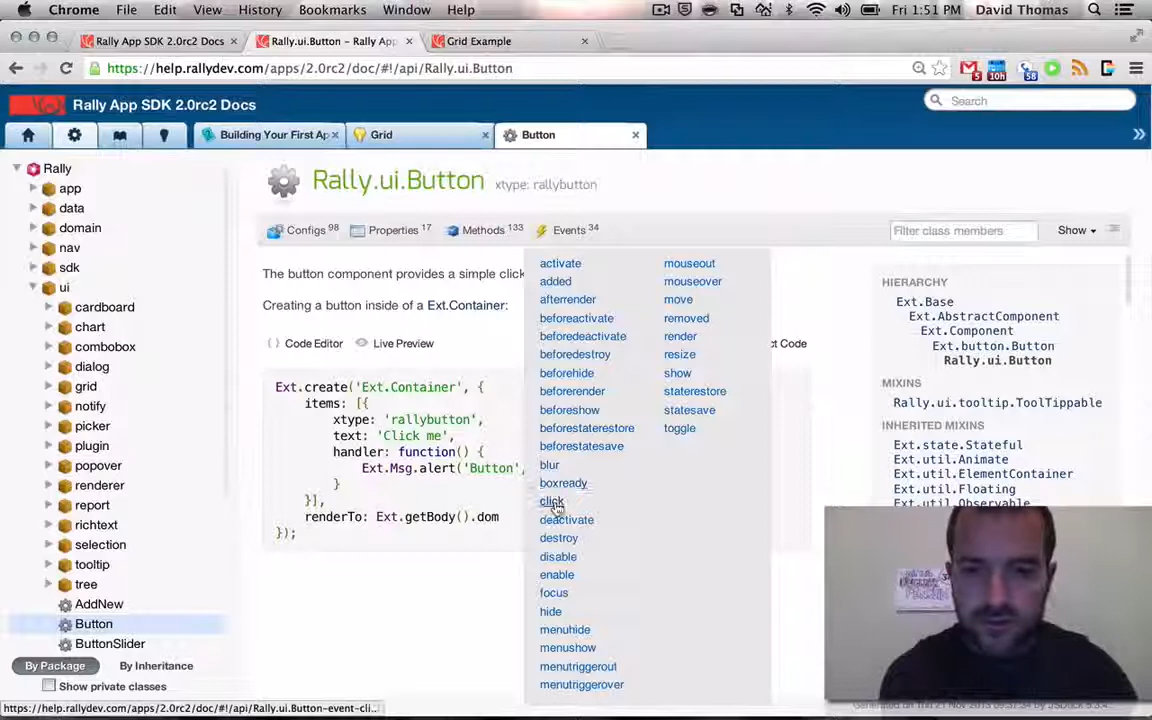 Chrome File Edit View History Bookmarks Window Help Fri 1:51 PM David Thomas
Rally App SDK 2.0rc2 Docs Rally.ui.Button – Rally Ap Grid Example
https://help.rallydev.com/apps/2.0rc2/doc/#!/api/Rally.ui.Button 5 10h 58
Rally App SDK 2.0rc2 Docs Search
Building Your First Ap Grid Button
Rally
app
data
domain
nav
sdk
ui
cardboard
chart
combobox
dialog
grid
notify
picker
plugin
popover
renderer
report
richtext
selection
tooltip
tree
AddNew
Button
ButtonSlider
By Package By Inheritance
Show private classes
Rally.ui.Button xtype: rallybutton
Configs 98 Properties 17 Methods 133 Events 34 Filter class members Show
The button component provides a simple click
Creating a button inside of a Ext.Container:
Code Editor Live Preview ct Code
Ext.create('Ext.Container', {
items: [{
xtype: 'rallybutton',
text: 'Click me',
handler: function() {
Ext.Msg.alert('Button',
}
}],
renderTo: Ext.getBody().dom
});
activate
added
afterrender
beforeactivate
beforedeactivate
beforedestroy
beforehide
beforerender
beforeshow
beforestaterestore
beforestatesave
blur
boxready
click
deactivate
destroy
disable
enable
focus
hide
menuhide
menushow
menutriggerout
menutriggerover
mouseout
mouseover
move
removed
render
resize
show
staterestore
statesave
toggle
HIERARCHY
Ext.Base
Ext.AbstractComponent
Ext.Component
Ext.button.Button
Rally.ui.Button
MIXINS
Rally.ui.tooltip.ToolTippable
INHERITED MIXINS
Ext.state.Stateful
Ext.util.Animate
Ext.util.ElementContainer
Ext.util.Floating
Ext.util.Observable
https://help.rallydev.com/apps/2.0rc2/doc/#!/api/Rally.ui.Button-event-cli...